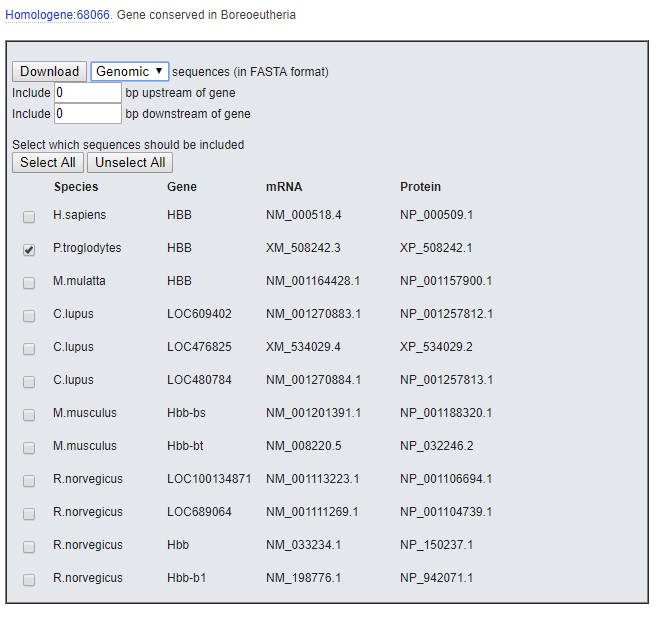 Homologene:68066. Gene conserved in Boreoeutheria
Download Genomic ▼ sequences (in FASTA format)
Include 0 bp upstream of gene
Include 0 bp downstream of gene
Select which sequences should be included
Select All Unselect All
Species Gene mRNA Protein
H.sapiens HBB NM_000518.4 NP_000509.1
P.troglodytes HBB XM_508242.3 XP_508242.1
M.mulatta HBB NM_001164428.1 NP_001157900.1
C.lupus LOC609402 NM_001270883.1 NP_001257812.1
C.lupus LOC476825 XM_534029.4 XP_534029.2
C.lupus LOC480784 NM_001270884.1 NP_001257813.1
M.musculus Hbb-bs NM_001201391.1 NP_001188320.1
M.musculus Hbb-bt NM_008220.5 NP_032246.2
R.norvegicus LOC100134871 NM_001113223.1 NP_001106694.1
R.norvegicus LOC689064 NM_001111269.1 NP_001104739.1
R.norvegicus Hbb NM_033234.1 NP_150237.1
R.norvegicus Hbb-b1 NM_198776.1 NP_942071.1